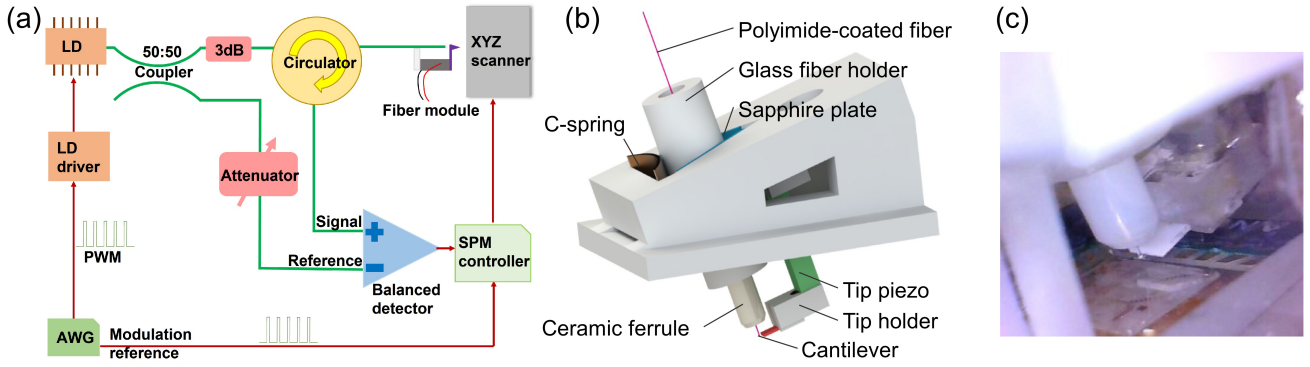 (a)
LD
50:50
Coupler
3dB
Circulator
XYZ
scanner
Fiber module
LD
driver
Attenuator
PWM
Signal
Reference
SPM
controller
Balanced
detector
AWG
Modulation
reference
(b)
Polyimide-coated fiber
Glass fiber holder
Sapphire plate
C-spring
Tip piezo
Tip holder
Ceramic ferrule
Cantilever
(c)